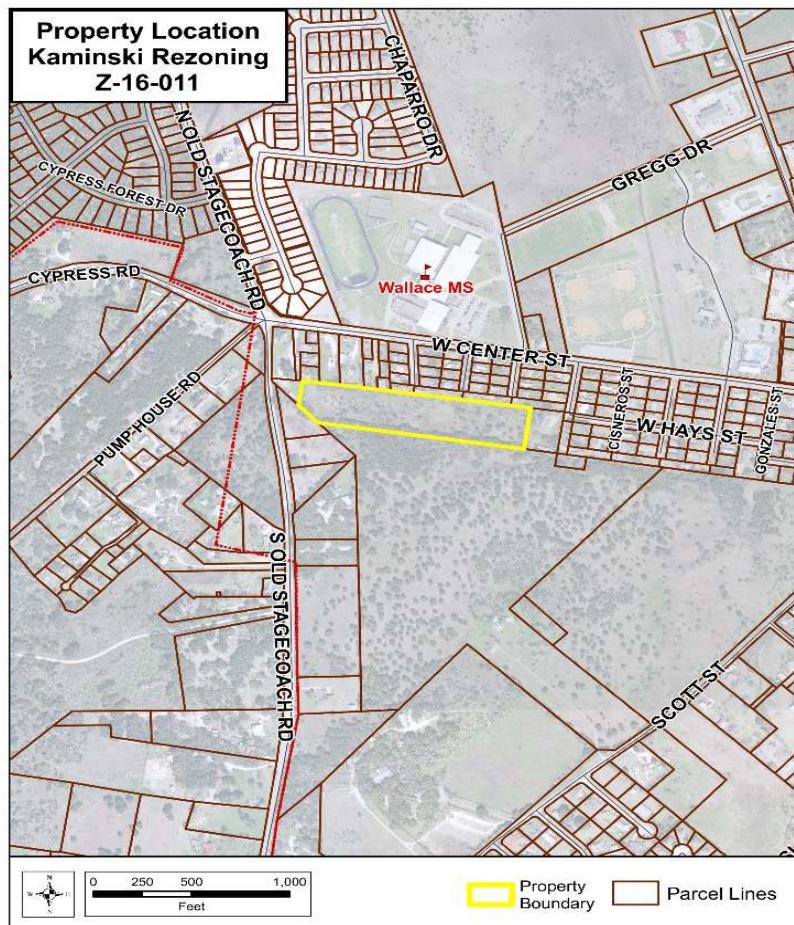 Property Location
Kaminski Rezoning
Z-16-011
CHAPARRO DR
N OLD STAGECOACH RD
GREGG DR
CYPRESS FOREST DR
CYPRESS RD
Wallace MS
W CENTER ST
PUMP HOUSE RD
CISNEROS ST
W HAYS ST
GONZALES ST
S OLD STAGECOACH RD
SCOTT ST
N
W E
S
0 250 500 1,000
Feet
Property
Boundary
Parcel Lines